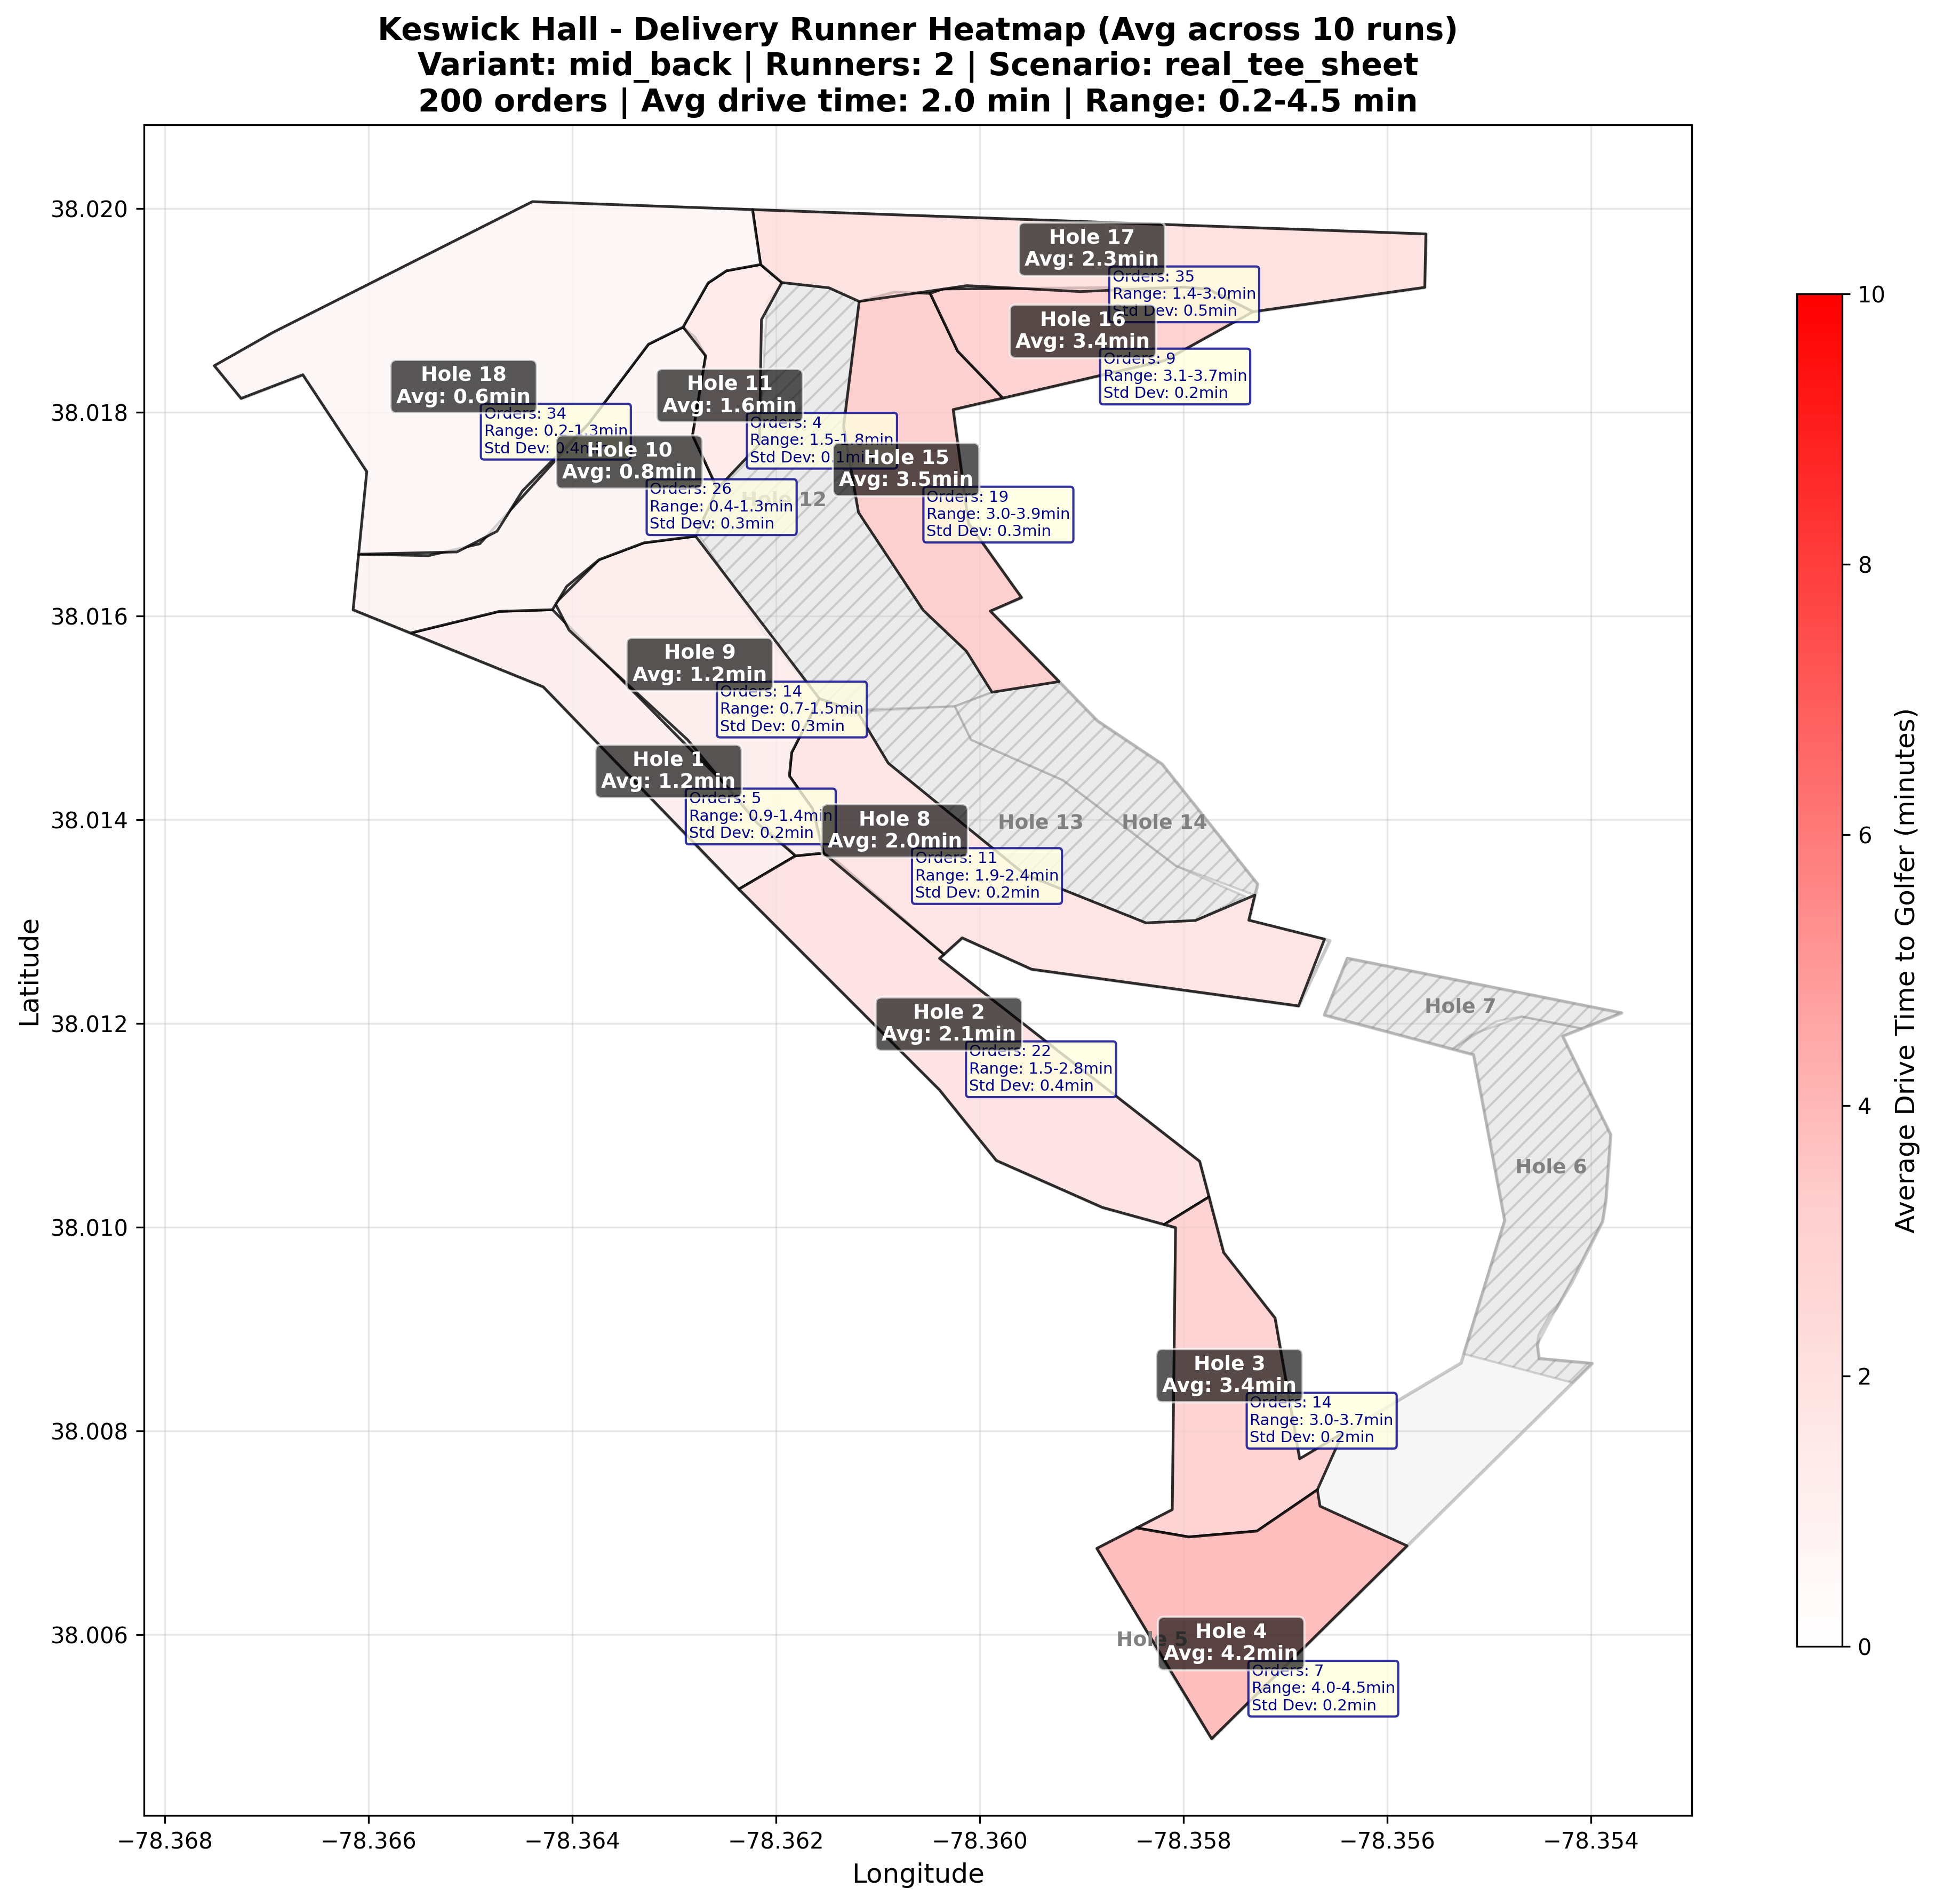 Keswick Hall - Delivery Runner Heatmap (Avg across 10 runs)
Variant: mid_back | Runners: 2 | Scenario: real_tee_sheet
200 orders | Avg drive time: 2.0 min | Range: 0.2-4.5 min
Hole 17
Avg: 2.3min
Orders: 35
Range: 1.4-3.0min
Std Dev: 0.5min
Hole 16
Avg: 3.4min
Orders: 9
Range: 3.1-3.7min
Std Dev: 0.2min
Hole 18
Avg: 0.6min
Orders: 34
Range: 0.2-1.3min
Std Dev: 0.4min
Hole 11
Avg: 1.6min
Orders: 4
Range: 1.5-1.8min
Std Dev: 0.1min
Hole 10
Avg: 0.8min
Orders: 26
Range: 0.4-1.3min
Std Dev: 0.3min
Hole 15
Avg: 3.5min
Orders: 19
Range: 3.0-3.9min
Std Dev: 0.3min
Hole 12
Hole 9
Avg: 1.2min
Orders: 14
Range: 0.7-1.5min
Std Dev: 0.3min
Hole 1
Avg: 1.2min
Orders: 5
Range: 0.9-1.4min
Std Dev: 0.2min
Hole 8
Avg: 2.0min
Orders: 11
Range: 1.9-2.4min
Std Dev: 0.2min
Hole 13
Hole 14
Hole 7
Hole 2
Avg: 2.1min
Orders: 22
Range: 1.5-2.8min
Std Dev: 0.4min
Hole 6
Hole 3
Avg: 3.4min
Orders: 14
Range: 3.0-3.7min
Std Dev: 0.2min
Hole 5
Hole 4
Avg: 4.2min
Orders: 7
Range: 4.0-4.5min
Std Dev: 0.2min
38.020
38.018
38.016
38.014
38.012
38.010
38.008
38.006
Latitude
−78.368
−78.366
−78.364
−78.362
−78.360
−78.358
−78.356
−78.354
Longitude
10
8
6
4
2
0
Average Drive Time to Golfer (minutes)